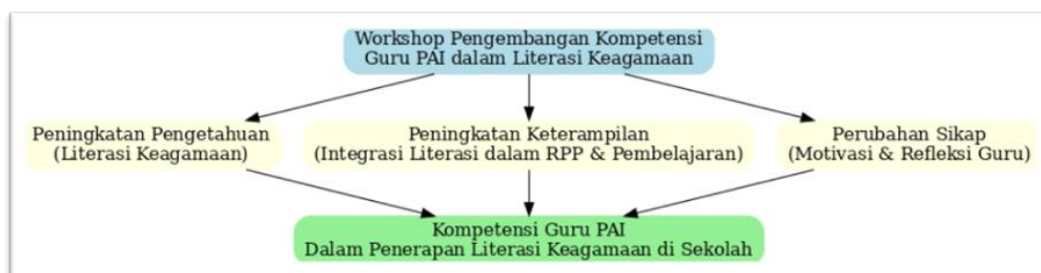 Workshop Pengembangan Kompetensi
Guru PAI dalam Literasi Keagamaan
Peningkatan Pengetahuan
(Literasi Keagamaan)
Peningkatan Keterampilan
(Integrasi Literasi dalam RPP & Pembelajaran)
Perubahan Sikap
(Motivasi & Refleksi Guru)
Kompetensi Guru PAI
Dalam Penerapan Literasi Keagamaan di Sekolah